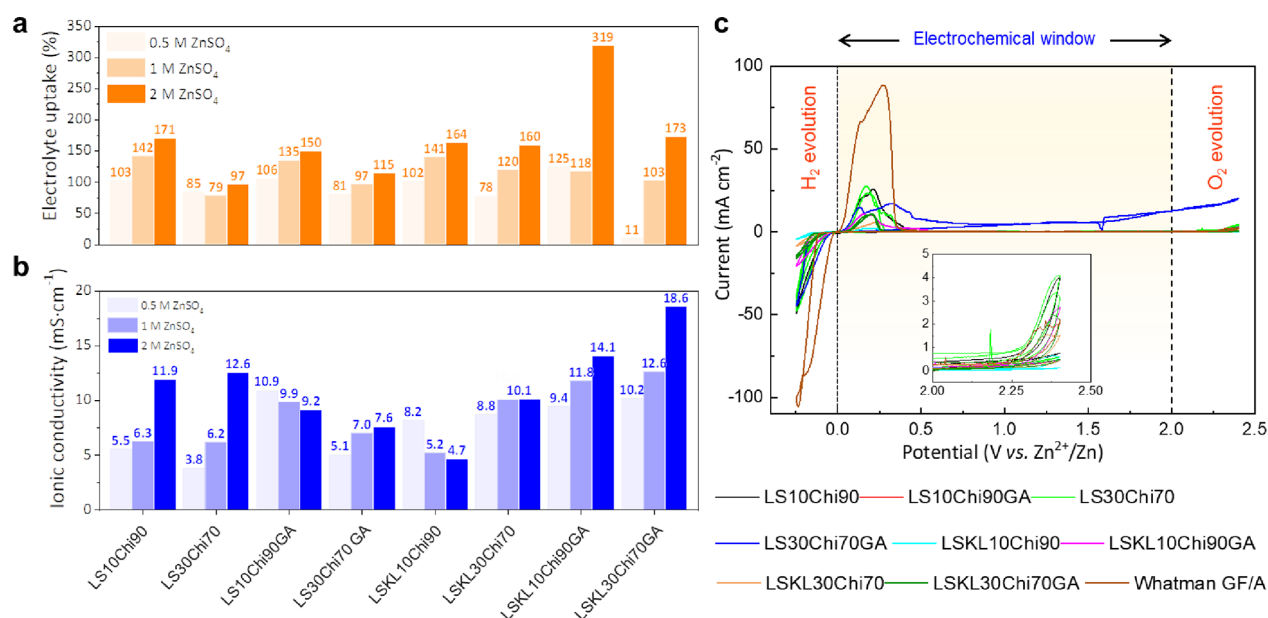 a
Electrolyte uptake (%)
350
300
250
200
150
100
50
0
0.5 M ZnSO₄
1 M ZnSO₄
2 M ZnSO₄
103 142 171
85 79 97
106 135 150
81 97 115
102 141 164
78 120 160
125 118 319
11 103 173
b
Ionic conductivity (mS·cm⁻¹)
20
15
10
5
0
0.5 M ZnSO₄
1 M ZnSO₄
2 M ZnSO₄
5.5 6.3 11.9
3.8 6.2 12.6
10.9 9.9 9.2
5.1 7.0 7.6
8.2 5.2 4.7
8.8 10.1
9.4 11.8 14.1
10.2 12.6 18.6
LS10Chi90
LS30Chi70
LS10Chi90GA
LS30Chi70 GA
LSKL10Chi90
LSKL30Chi70
LSKL10Chi90GA
LSKL30Chi70GA
c
Electrochemical window
H₂ evolution
O₂ evolution
Current (mA cm⁻²)
100
50
0
-50
-100
5
4
3
2
1
0
2.00 2.25 2.50
0.0 0.5 1.0 1.5 2.0 2.5
Potential (V vs. Zn²⁺/Zn)
LS10Chi90 LS10Chi90GA LS30Chi70
LS30Chi70GA LSKL10Chi90 LSKL10Chi90GA
LSKL30Chi70 LSKL30Chi70GA Whatman GF/A